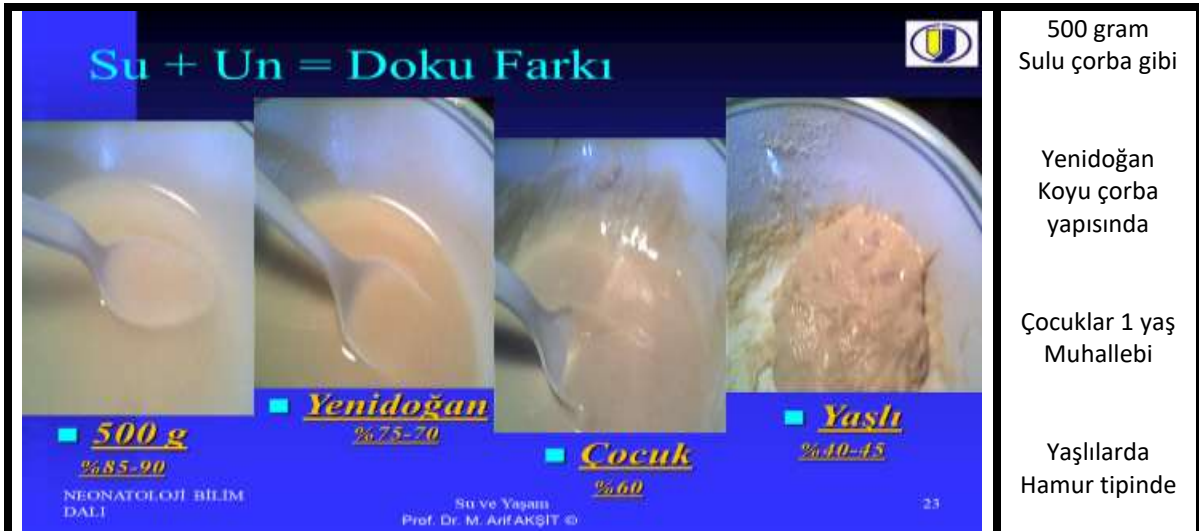 Su + Un = Doku Farkı
500 g
%85-90
Yenidoğan
%75-70
Çocuk
%60
Yaşlı
%40-45
NEONATOLOJİ BİLİM
DALI
Su ve Yaşam
Prof. Dr. M. Arif AKŞİT ©
23
500 gram
Sulu çorba gibi
Yenidoğan
Koyu çorba
yapısında
Çocuklar 1 yaş
Muhallebi
Yaşlılarda
Hamur tipinde